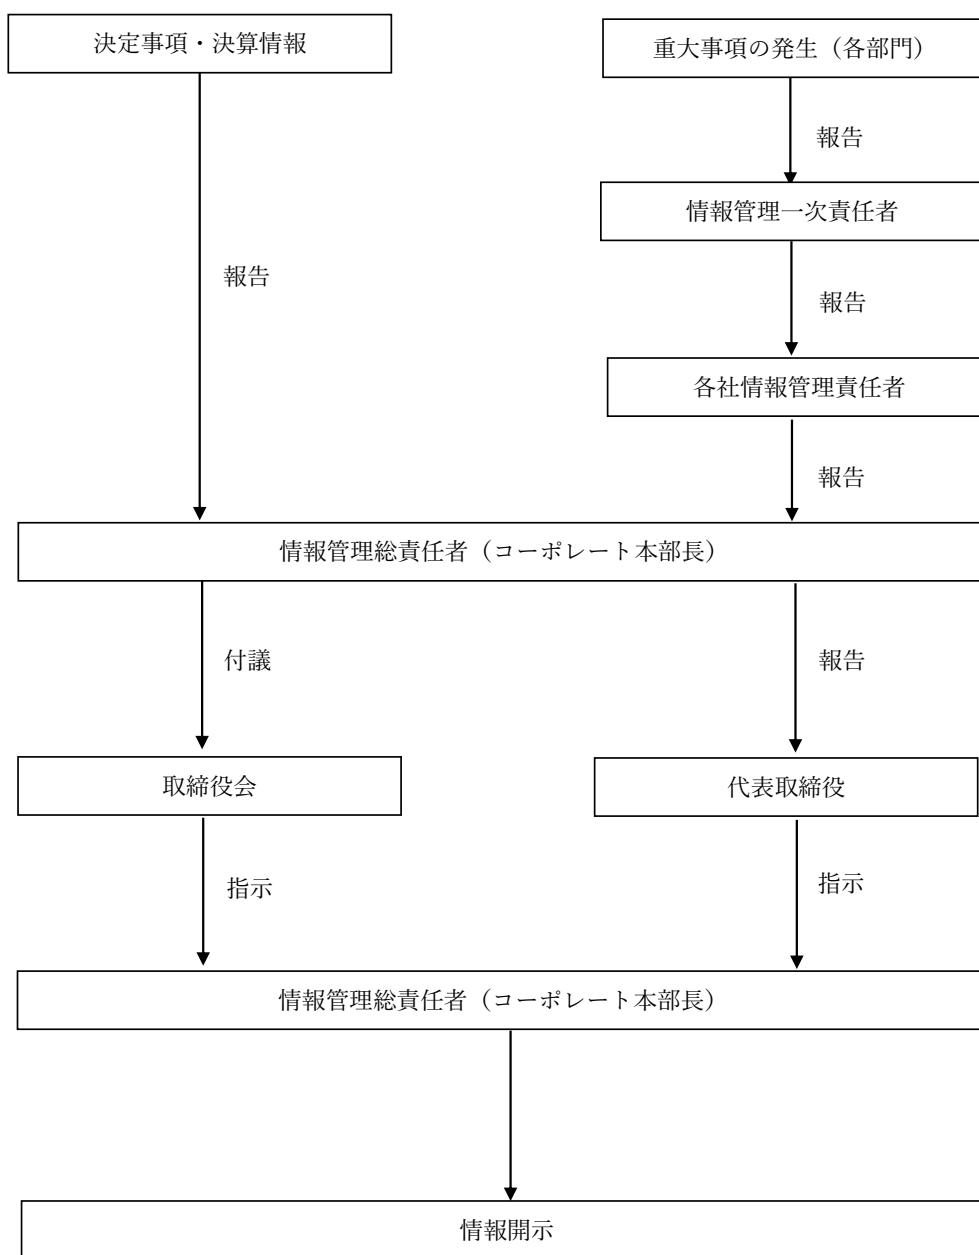 決定事項・決算情報
重大事項の発生（各部門）
報告
情報管理一次責任者
報告
報告
各社情報管理責任者
報告
情報管理総責任者（コーポレート本部長）
付議
報告
取締役会
代表取締役
指示
指示
情報管理総責任者（コーポレート本部長）
情報開示